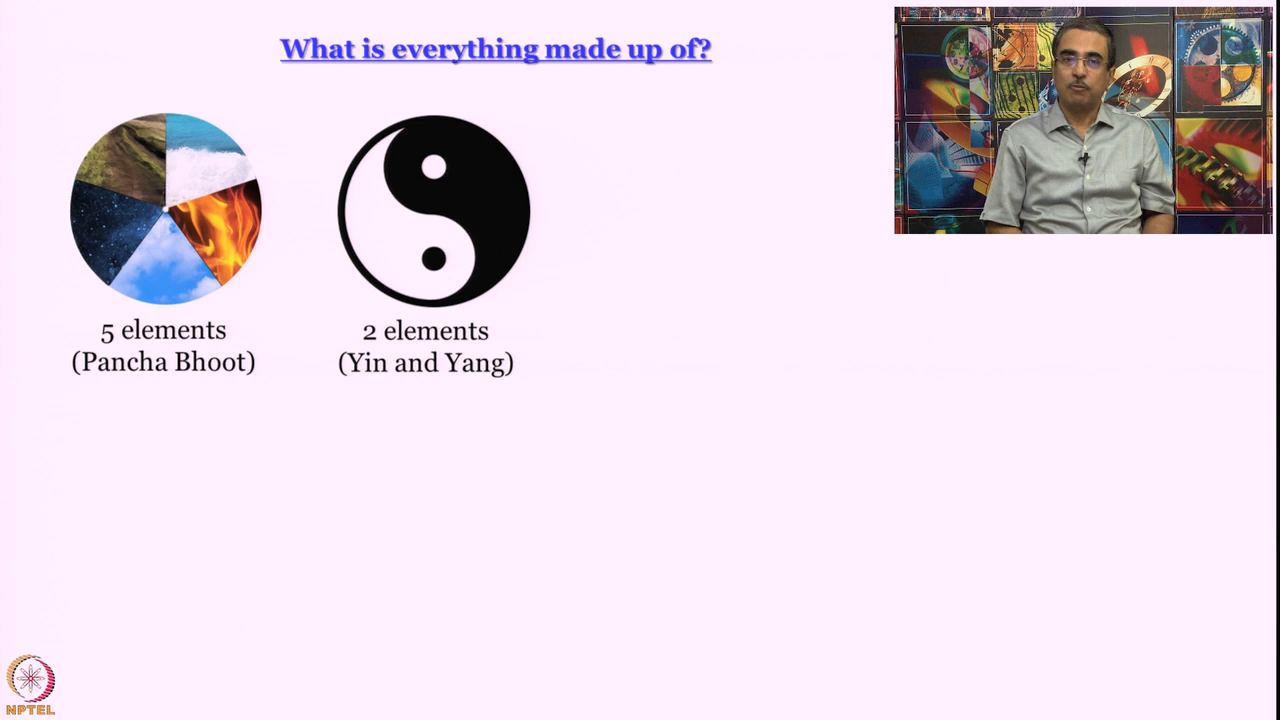 What is everything made up of?
5 elements
(Pancha Bhoot)
2 elements
(Yin and Yang)
NPTEL